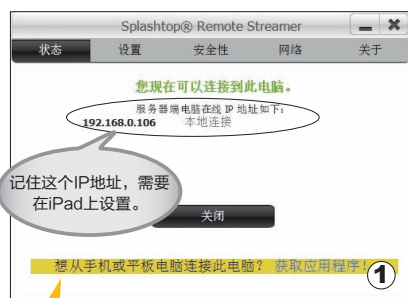 Splashtop® Remote Streamer
状态 设置 安全性 网络 关于
您现在可以连接到此电脑。
服务器端电脑在线 IP 地址如下：
192.168.0.106 本地连接
记住这个IP地址，需要
在iPad上设置。
关闭
想从手机或平板电脑连接此电脑？ 获取应用程序！
1